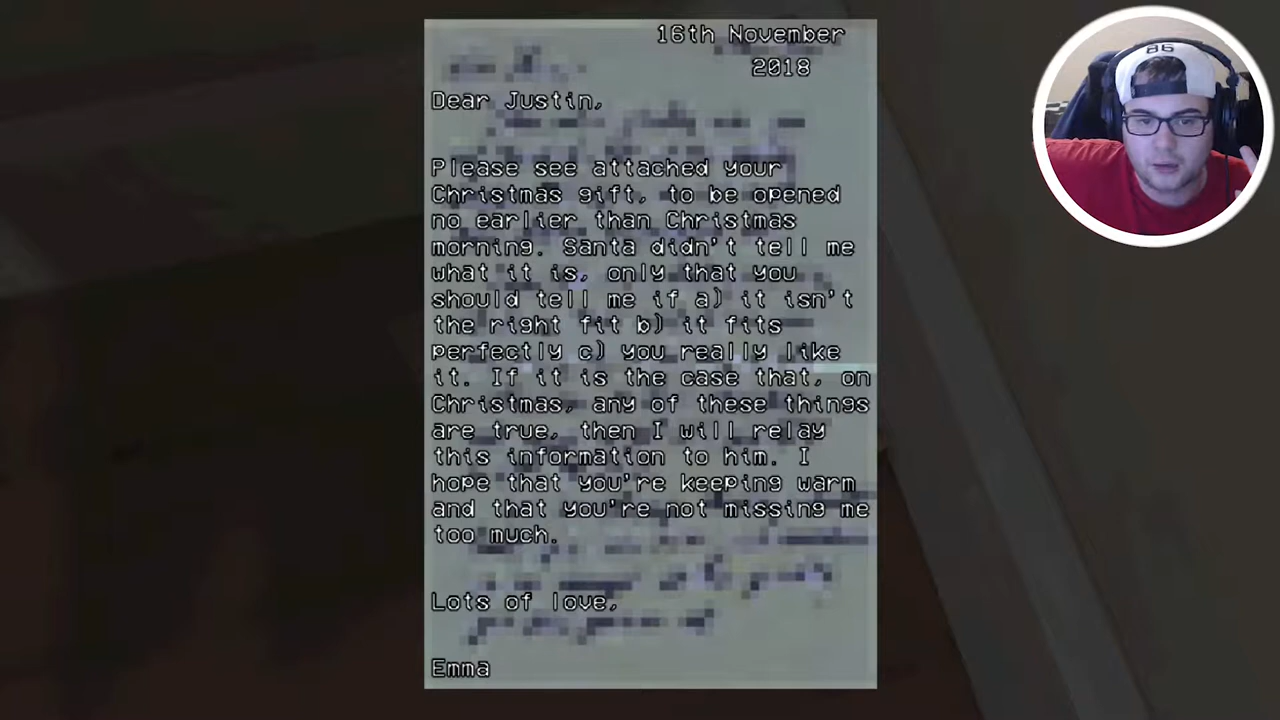 16th November
2018
Dear Justin,
Please see attached your
Christmas gift, to be opened
no earlier than Christmas
morning. Santa didn't tell me
what it is, only that you
should tell me if a) it isn't
the right fit b) it fits
perfectly c) you really like
it. If it is the case that, on
Christmas, any of these things
are true, then I will relay
this information to him. I
hope that you're keeping warm
and that you're not missing me
too much.
Lots of love,
Emma